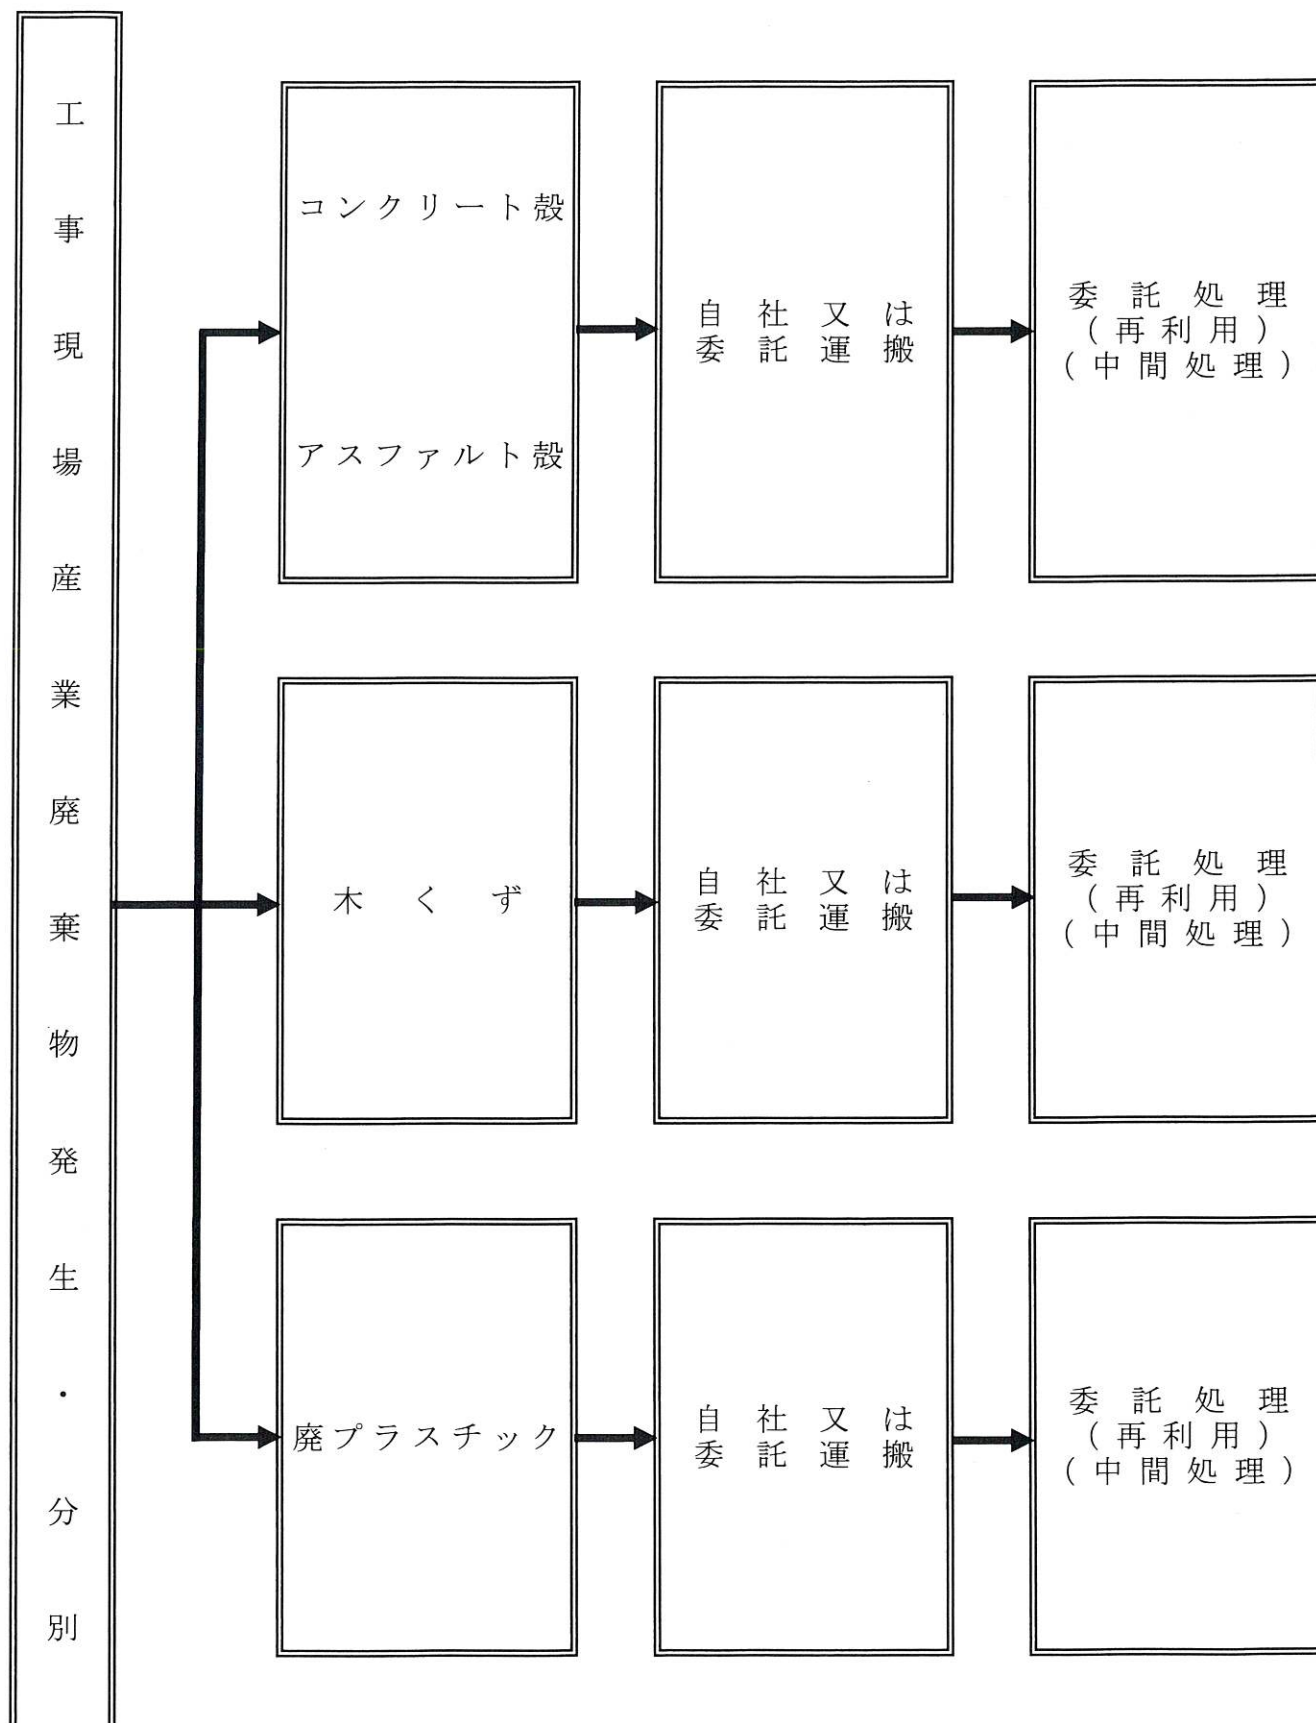 工事現場産業廃棄物発生・分別
コンクリート殻
アスファルト殻
自社又は
委託運搬
委託処理
(再利用)
(中間処理)
木くず
自社又は
委託運搬
委託処理
(再利用)
(中間処理)
廃プラスチック
自社又は
委託運搬
委託処理
(再利用)
(中間処理)